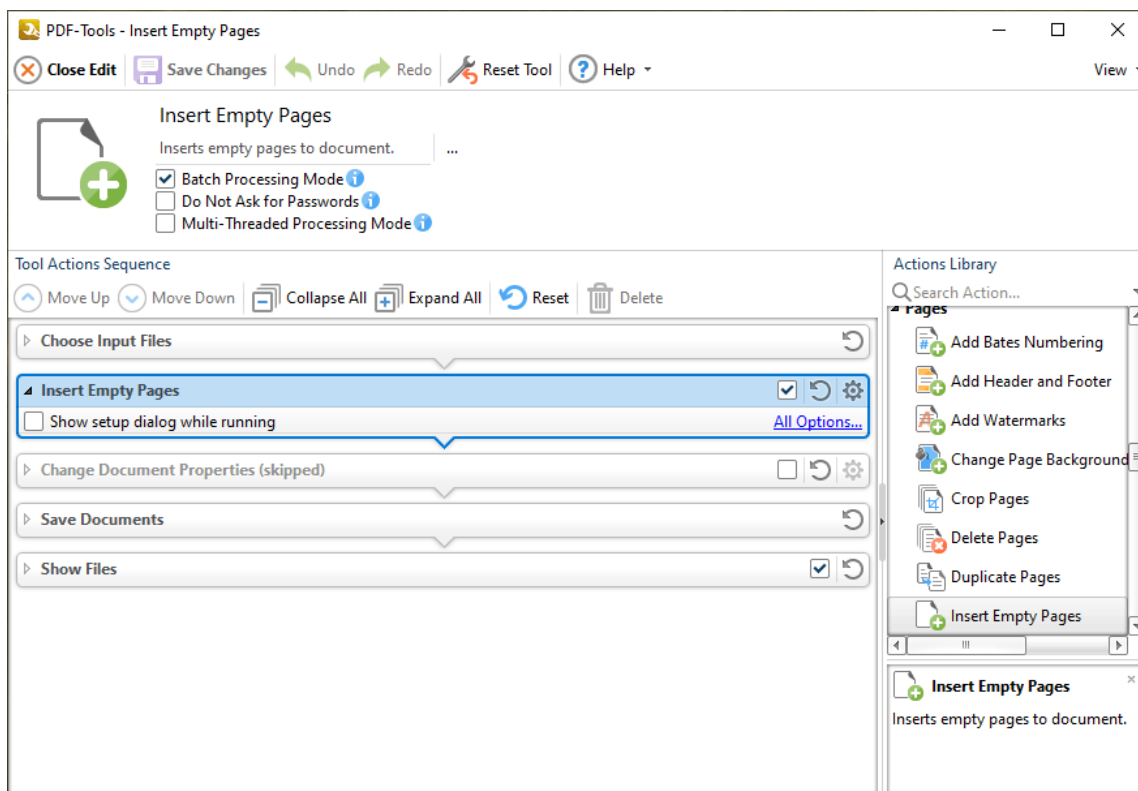 PDF-Tools - Insert Empty Pages
Close Edit Save Changes Undo Redo Reset Tool Help View
Insert Empty Pages
Inserts empty pages to document. ...
Batch Processing Mode
Do Not Ask for Passwords
Multi-Threaded Processing Mode
Tool Actions Sequence
Move Up Move Down Collapse All Expand All Reset Delete
Choose Input Files
Insert Empty Pages
Show setup dialog while running All Options...
Change Document Properties (skipped)
Save Documents
Show Files
Actions Library
Search Action...
Pages
Add Bates Numbering
Add Header and Footer
Add Watermarks
Change Page Background
Crop Pages
Delete Pages
Duplicate Pages
Insert Empty Pages
Insert Empty Pages
Inserts empty pages to document.